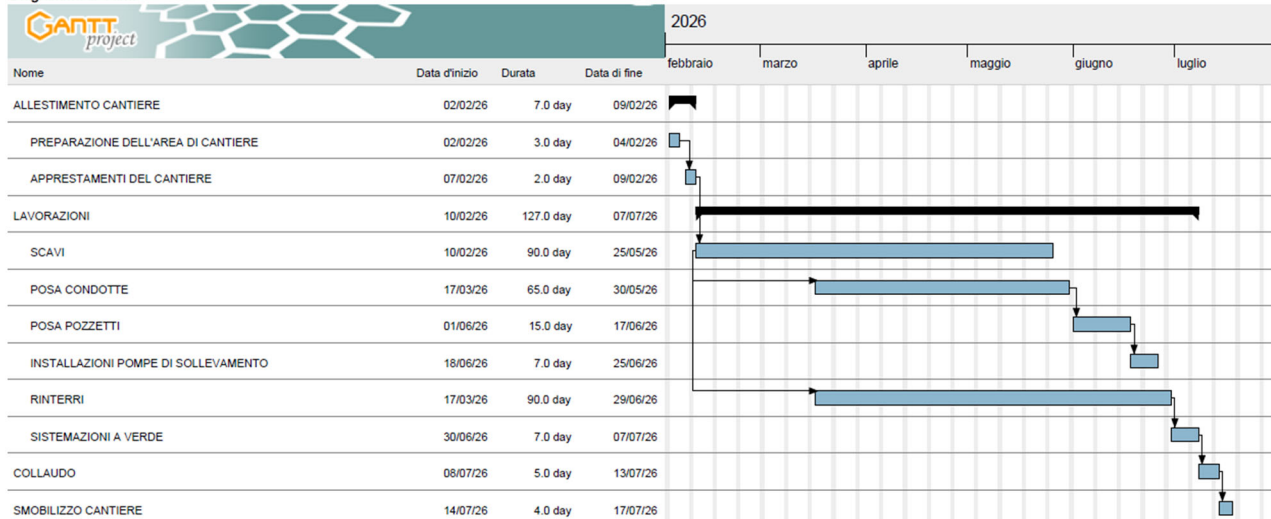 GANTT
project
2026
febbraio marzo aprile maggio giugno luglio
Nome Data d'inizio Durata Data di fine
ALLESTIMENTO CANTIERE 02/02/26 7.0 day 09/02/26
PREPARAZIONE DELL'AREA DI CANTIERE 02/02/26 3.0 day 04/02/26
APPRESTAMENTI DEL CANTIERE 07/02/26 2.0 day 09/02/26
LAVORAZIONI 10/02/26 127.0 day 07/07/26
SCAVI 10/02/26 90.0 day 25/05/26
POSA CONDOTTE 17/03/26 65.0 day 30/05/26
POSA POZZETTI 01/06/26 15.0 day 17/06/26
INSTALLAZIONI POMPE DI SOLLEVAMENTO 18/06/26 7.0 day 25/06/26
RINTERRI 17/03/26 90.0 day 29/06/26
SISTEMAZIONI A VERDE 30/06/26 7.0 day 07/07/26
COLLAUDO 08/07/26 5.0 day 13/07/26
SMOBILIZZO CANTIERE 14/07/26 4.0 day 17/07/26